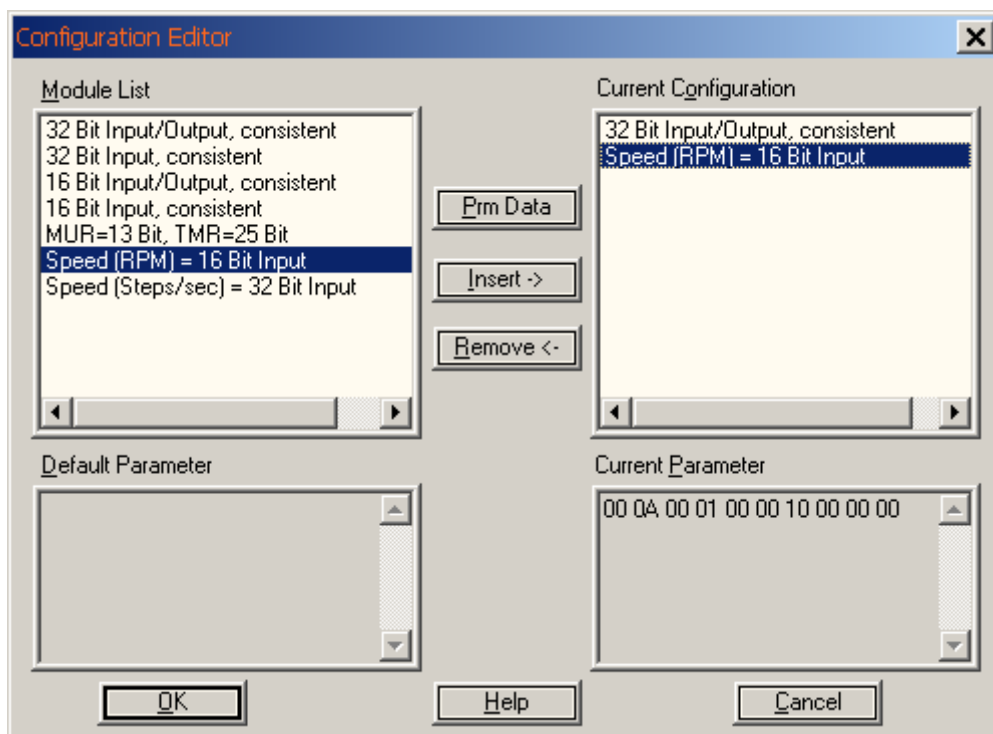 Configuration Editor
Module List
32 Bit Input/Output, consistent
32 Bit Input, consistent
16 Bit Input/Output, consistent
16 Bit Input, consistent
MUR=13 Bit, TMR=25 Bit
Speed (RPM) = 16 Bit Input
Speed (Steps/sec) = 32 Bit Input
Prm Data
Insert ->
Remove <-
Current Configuration
32 Bit Input/Output, consistent
Speed (RPM) = 16 Bit Input
Default Parameter
Current Parameter
00 0A 00 01 00 00 10 00 00 00
OK
Help
Cancel